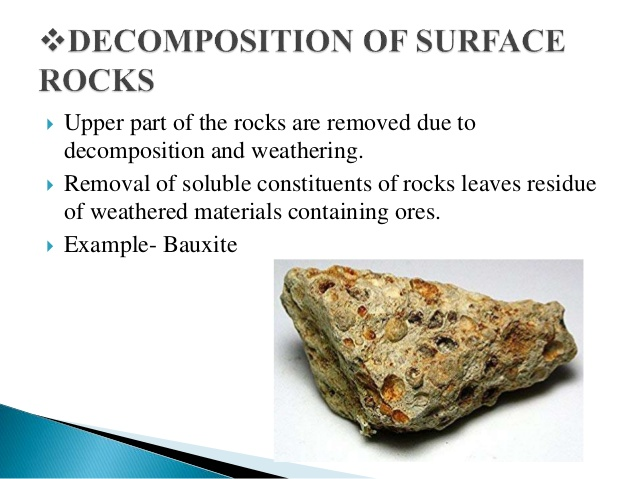 ❖DECOMPOSITION OF SURFACE
ROCKS
Upper part of the rocks are removed due to
decomposition and weathering.
Removal of soluble constituents of rocks leaves residue
of weathered materials containing ores.
Example- Bauxite